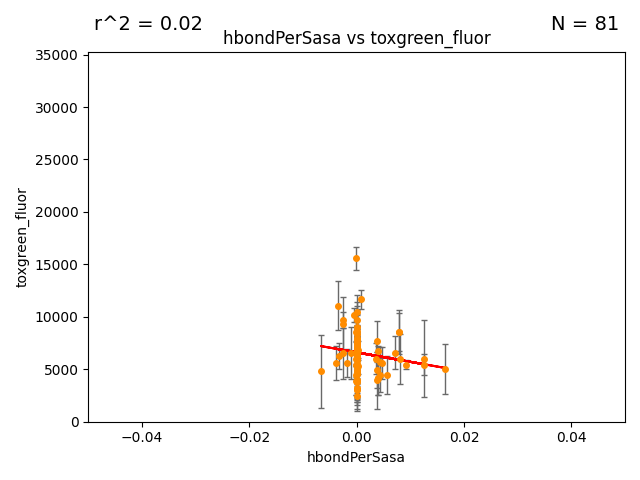 r^2 = 0.02
N = 81
hbondPerSasa vs toxgreen_fluor
35000
30000
25000
20000
15000
10000
5000
0
toxgreen_fluor
−0.04
−0.02
0.00
0.02
0.04
hbondPerSasa